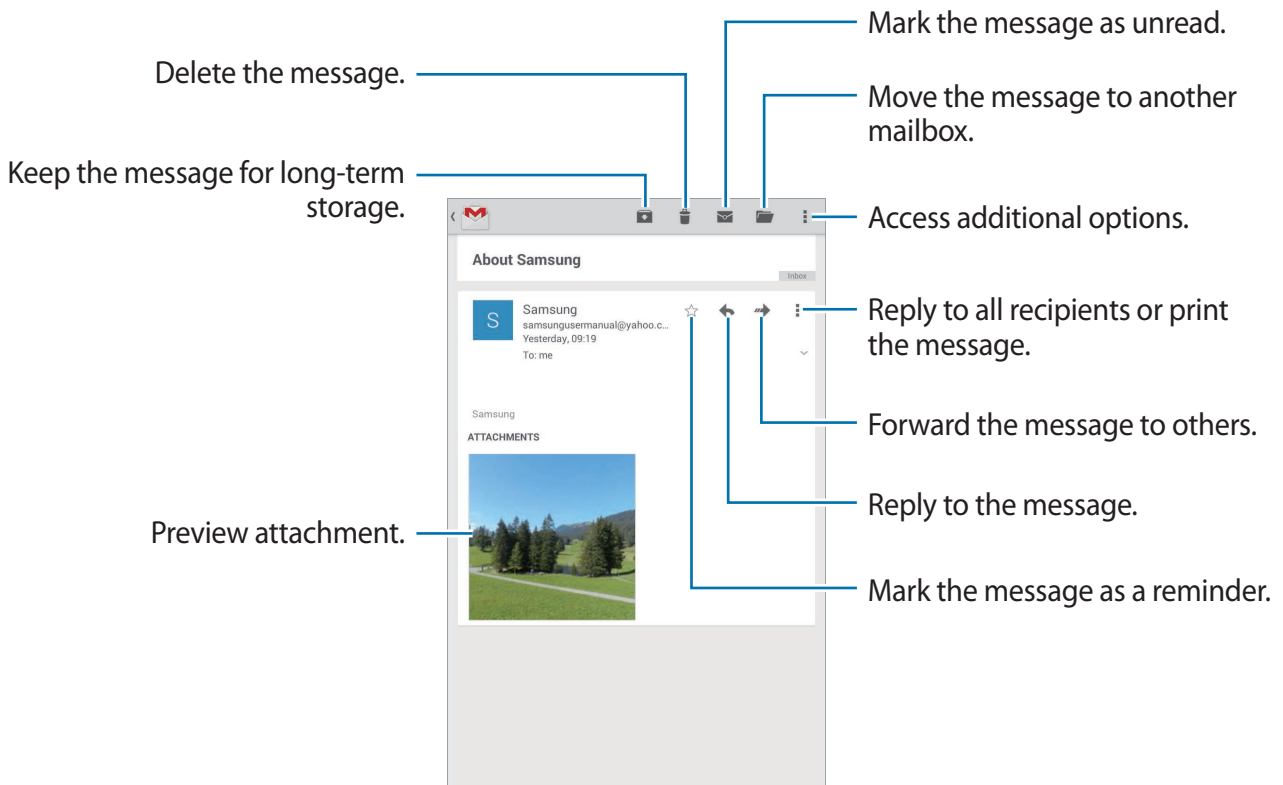 Mark the message as unread.
Delete the message.
Move the message to another
mailbox.
Keep the message for long-term
storage.
Access additional options.
About Samsung
Inbox
S
Samsung
samsungusermanual@yahoo.c...
Yesterday, 09:19
To: me
Reply to all recipients or print
the message.
Samsung
ATTACHMENTS
Forward the message to others.
Reply to the message.
Preview attachment.
Mark the message as a reminder.